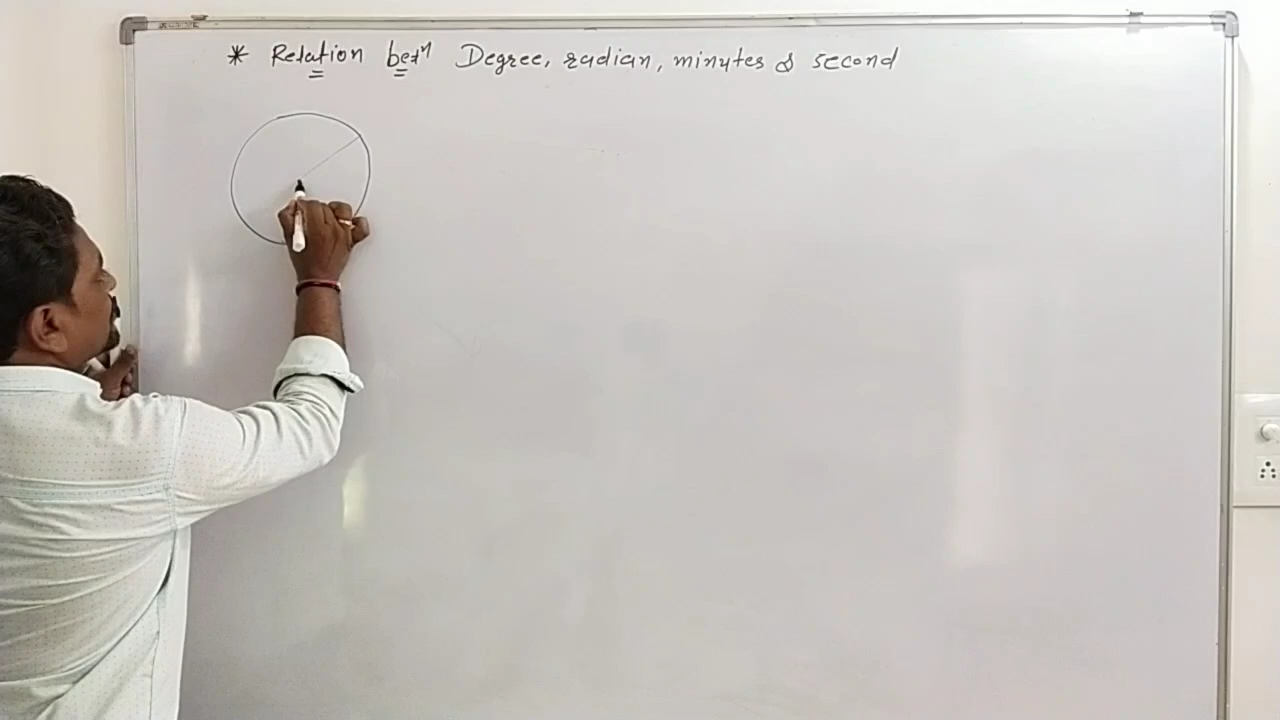 * Relation betⁿ Degree, radian, minutes & second